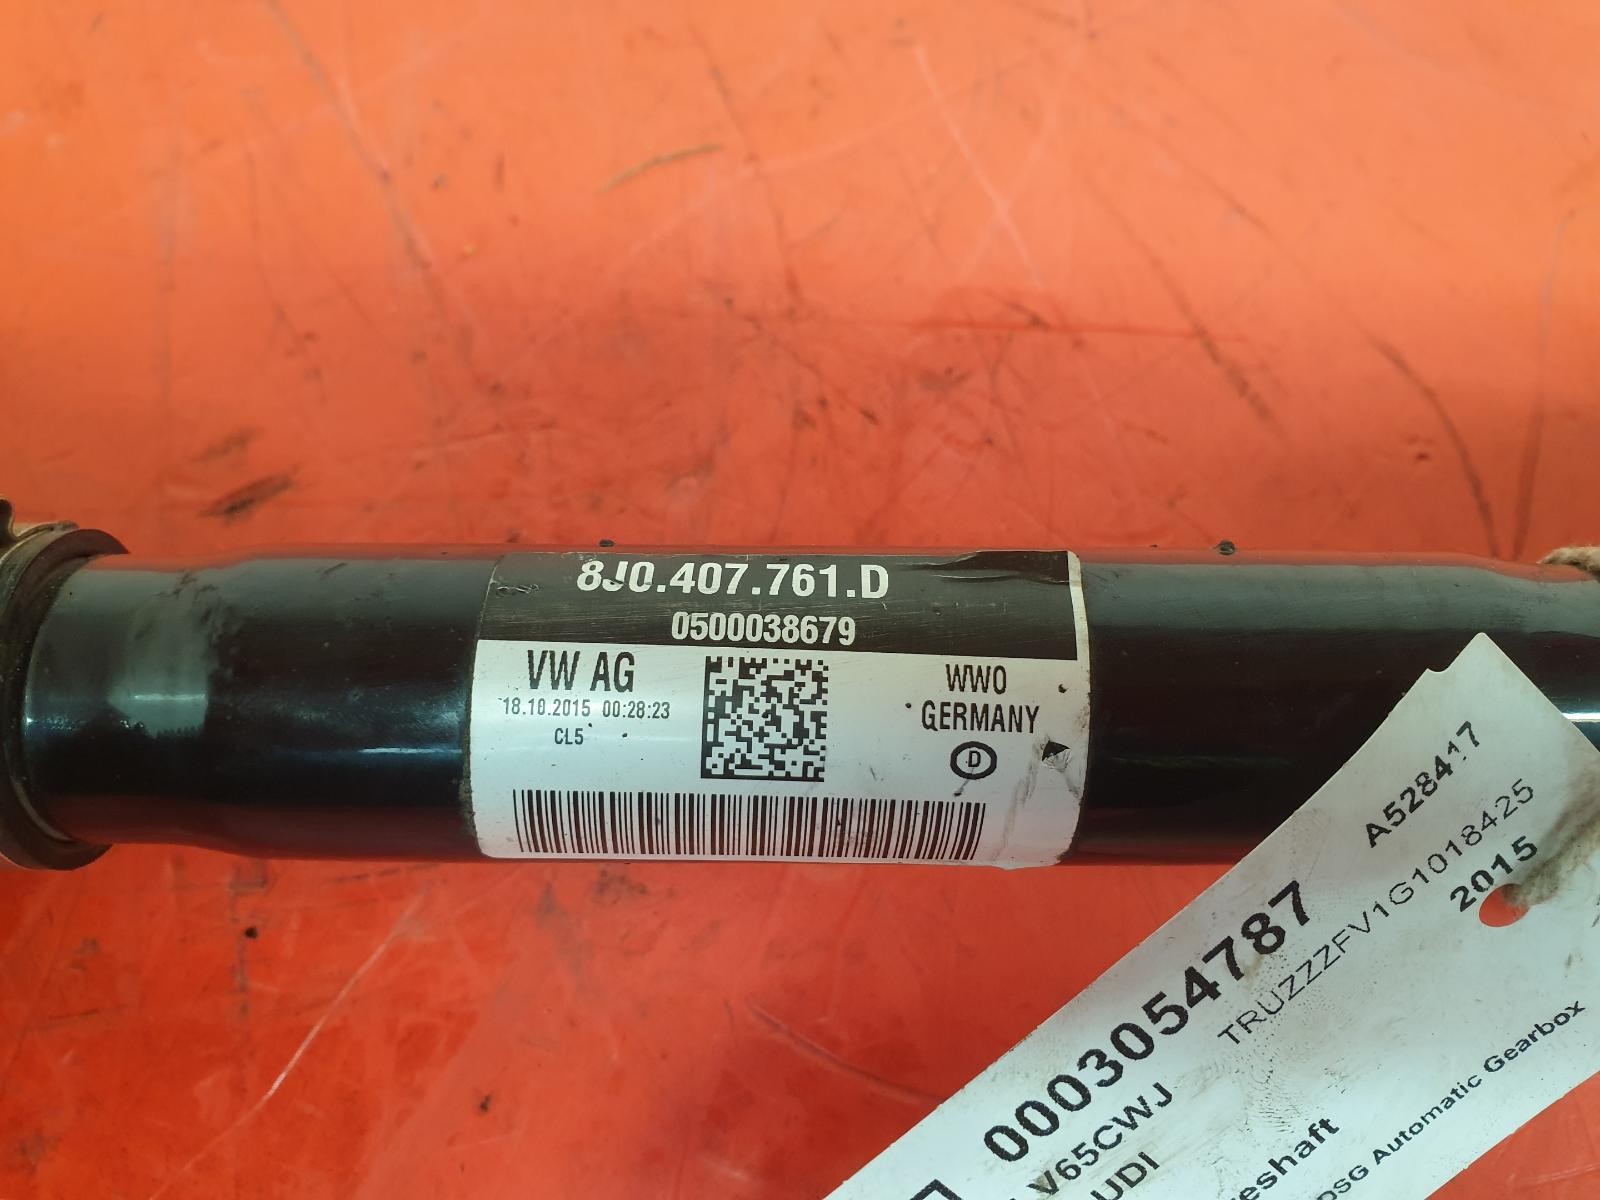 8J0.407.761.D
0500038679
VW AG
18.10.2015 00:28:23
CL5
WW0
GERMANY
D
A528417
TRUZZZFV1G1018425
2015
0003054787
V65CWJ
UDI
eshaft
DSG Automatic Gearbox